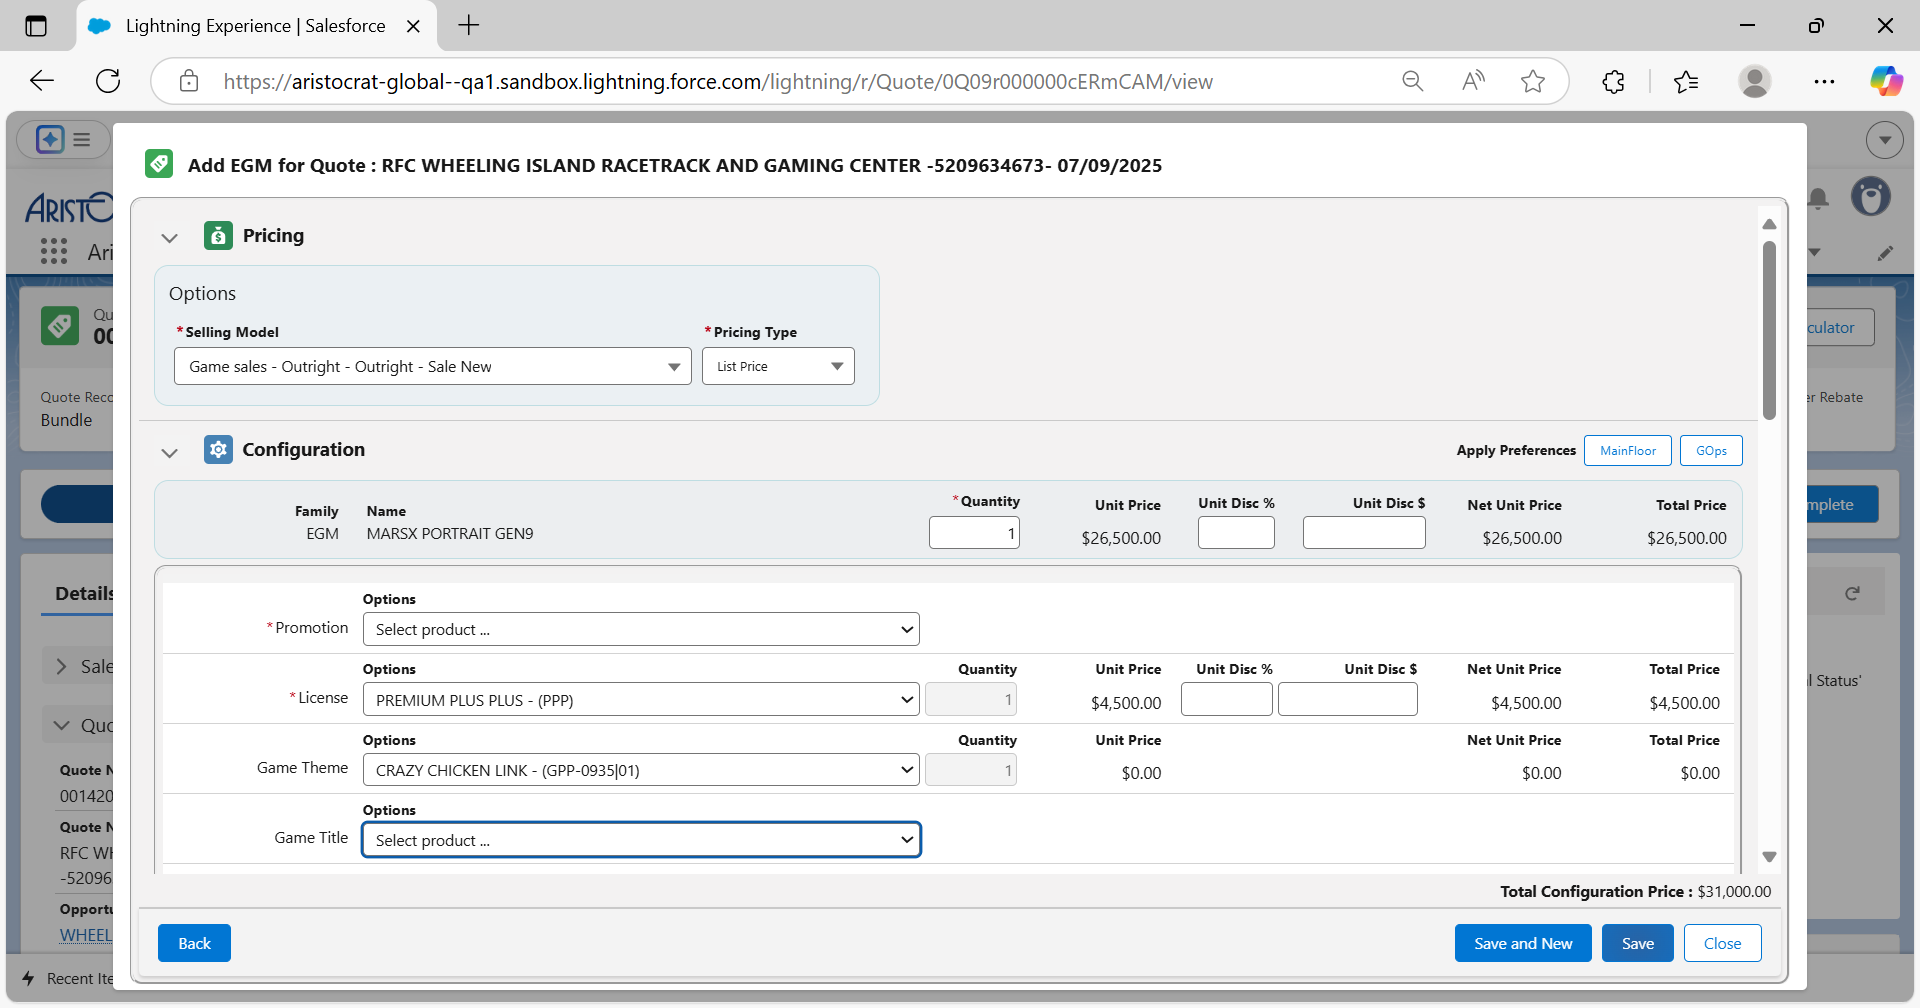 Lightning Experience | Salesforce
https://aristocrat-global--qa1.sandbox.lightning.force.com/lightning/r/Quote/0Q09r000000cERmCAM/view
Add EGM for Quote : RFC WHEELING ISLAND RACETRACK AND GAMING CENTER -5209634673- 07/09/2025
ARISTO
Ari
Pricing
Options
*Selling Model
*Pricing Type
Game sales - Outright - Outright - Sale New
List Price
Qu
00
culator
Quote Reco
Bundle
er Rebate
Configuration
Apply Preferences
MainFloor
GOps
Family
Name
*Quantity
Unit Price
Unit Disc %
Unit Disc $
Net Unit Price
Total Price
EGM
MARSX PORTRAIT GEN9
1
$26,500.00
$26,500.00
$26,500.00
mplete
Details
Options
*Promotion
Select product ...
Sale
Options
Quantity
Unit Price
Unit Disc %
Unit Disc $
Net Unit Price
Total Price
*License
PREMIUM PLUS PLUS - (PPP)
1
$4,500.00
$4,500.00
$4,500.00
l Status'
Quo
Options
Quantity
Unit Price
Net Unit Price
Total Price
Game Theme
CRAZY CHICKEN LINK - (GPP-0935|01)
1
$0.00
$0.00
$0.00
Quote N
001420
Options
Game Title
Select product ...
Quote N
RFC WH
-52096
Total Configuration Price : $31,000.00
Opportu
WHEEL
Back
Save and New
Save
Close
Recent Ite